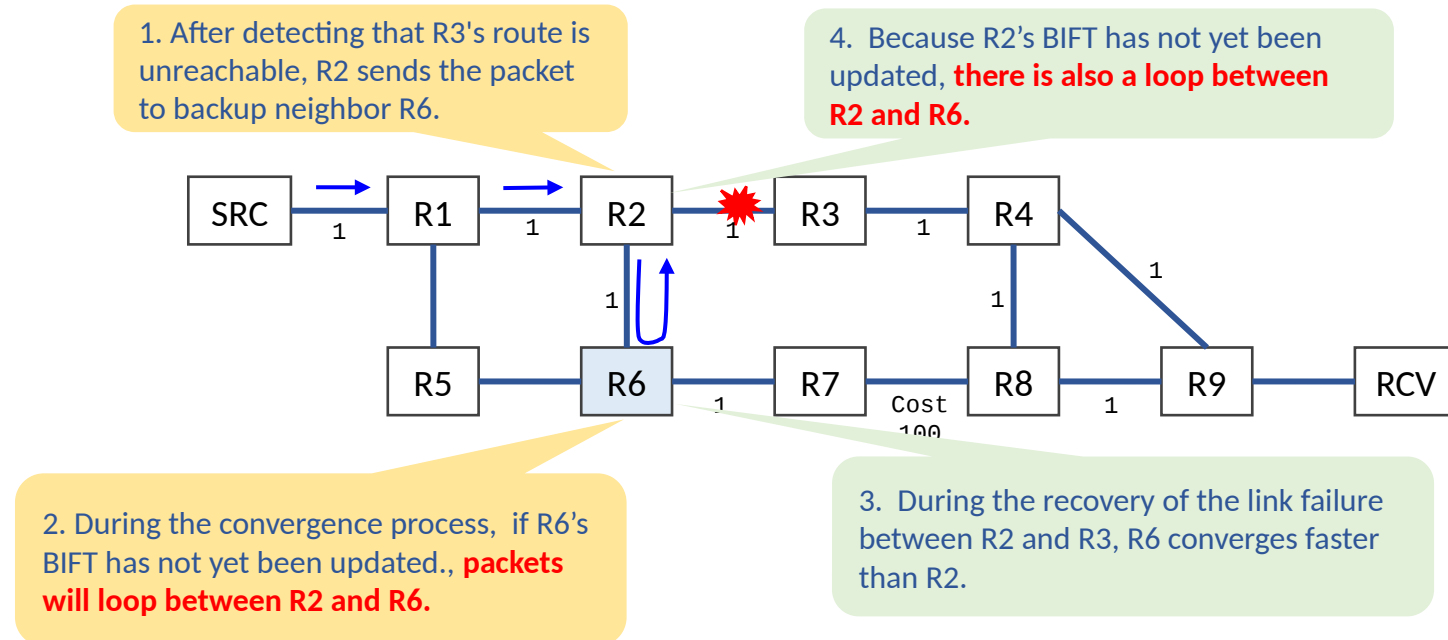 1. After detecting that R3's route is
unreachable, R2 sends the packet
to backup neighbor R6.
4.  Because R2’s BIFT has not yet been
updated, there is also a loop between
R2 and R6.
SRC
R1
R2
R3
R4
1
1
1
1
1
1
1
R5
R6
R7
R8
R9
RCV
1
Cost
100
1
2. During the convergence process,  if R6’s
BIFT has not yet been updated., packets
will loop between R2 and R6.
3.  During the recovery of the link failure
between R2 and R3, R6 converges faster
than R2.